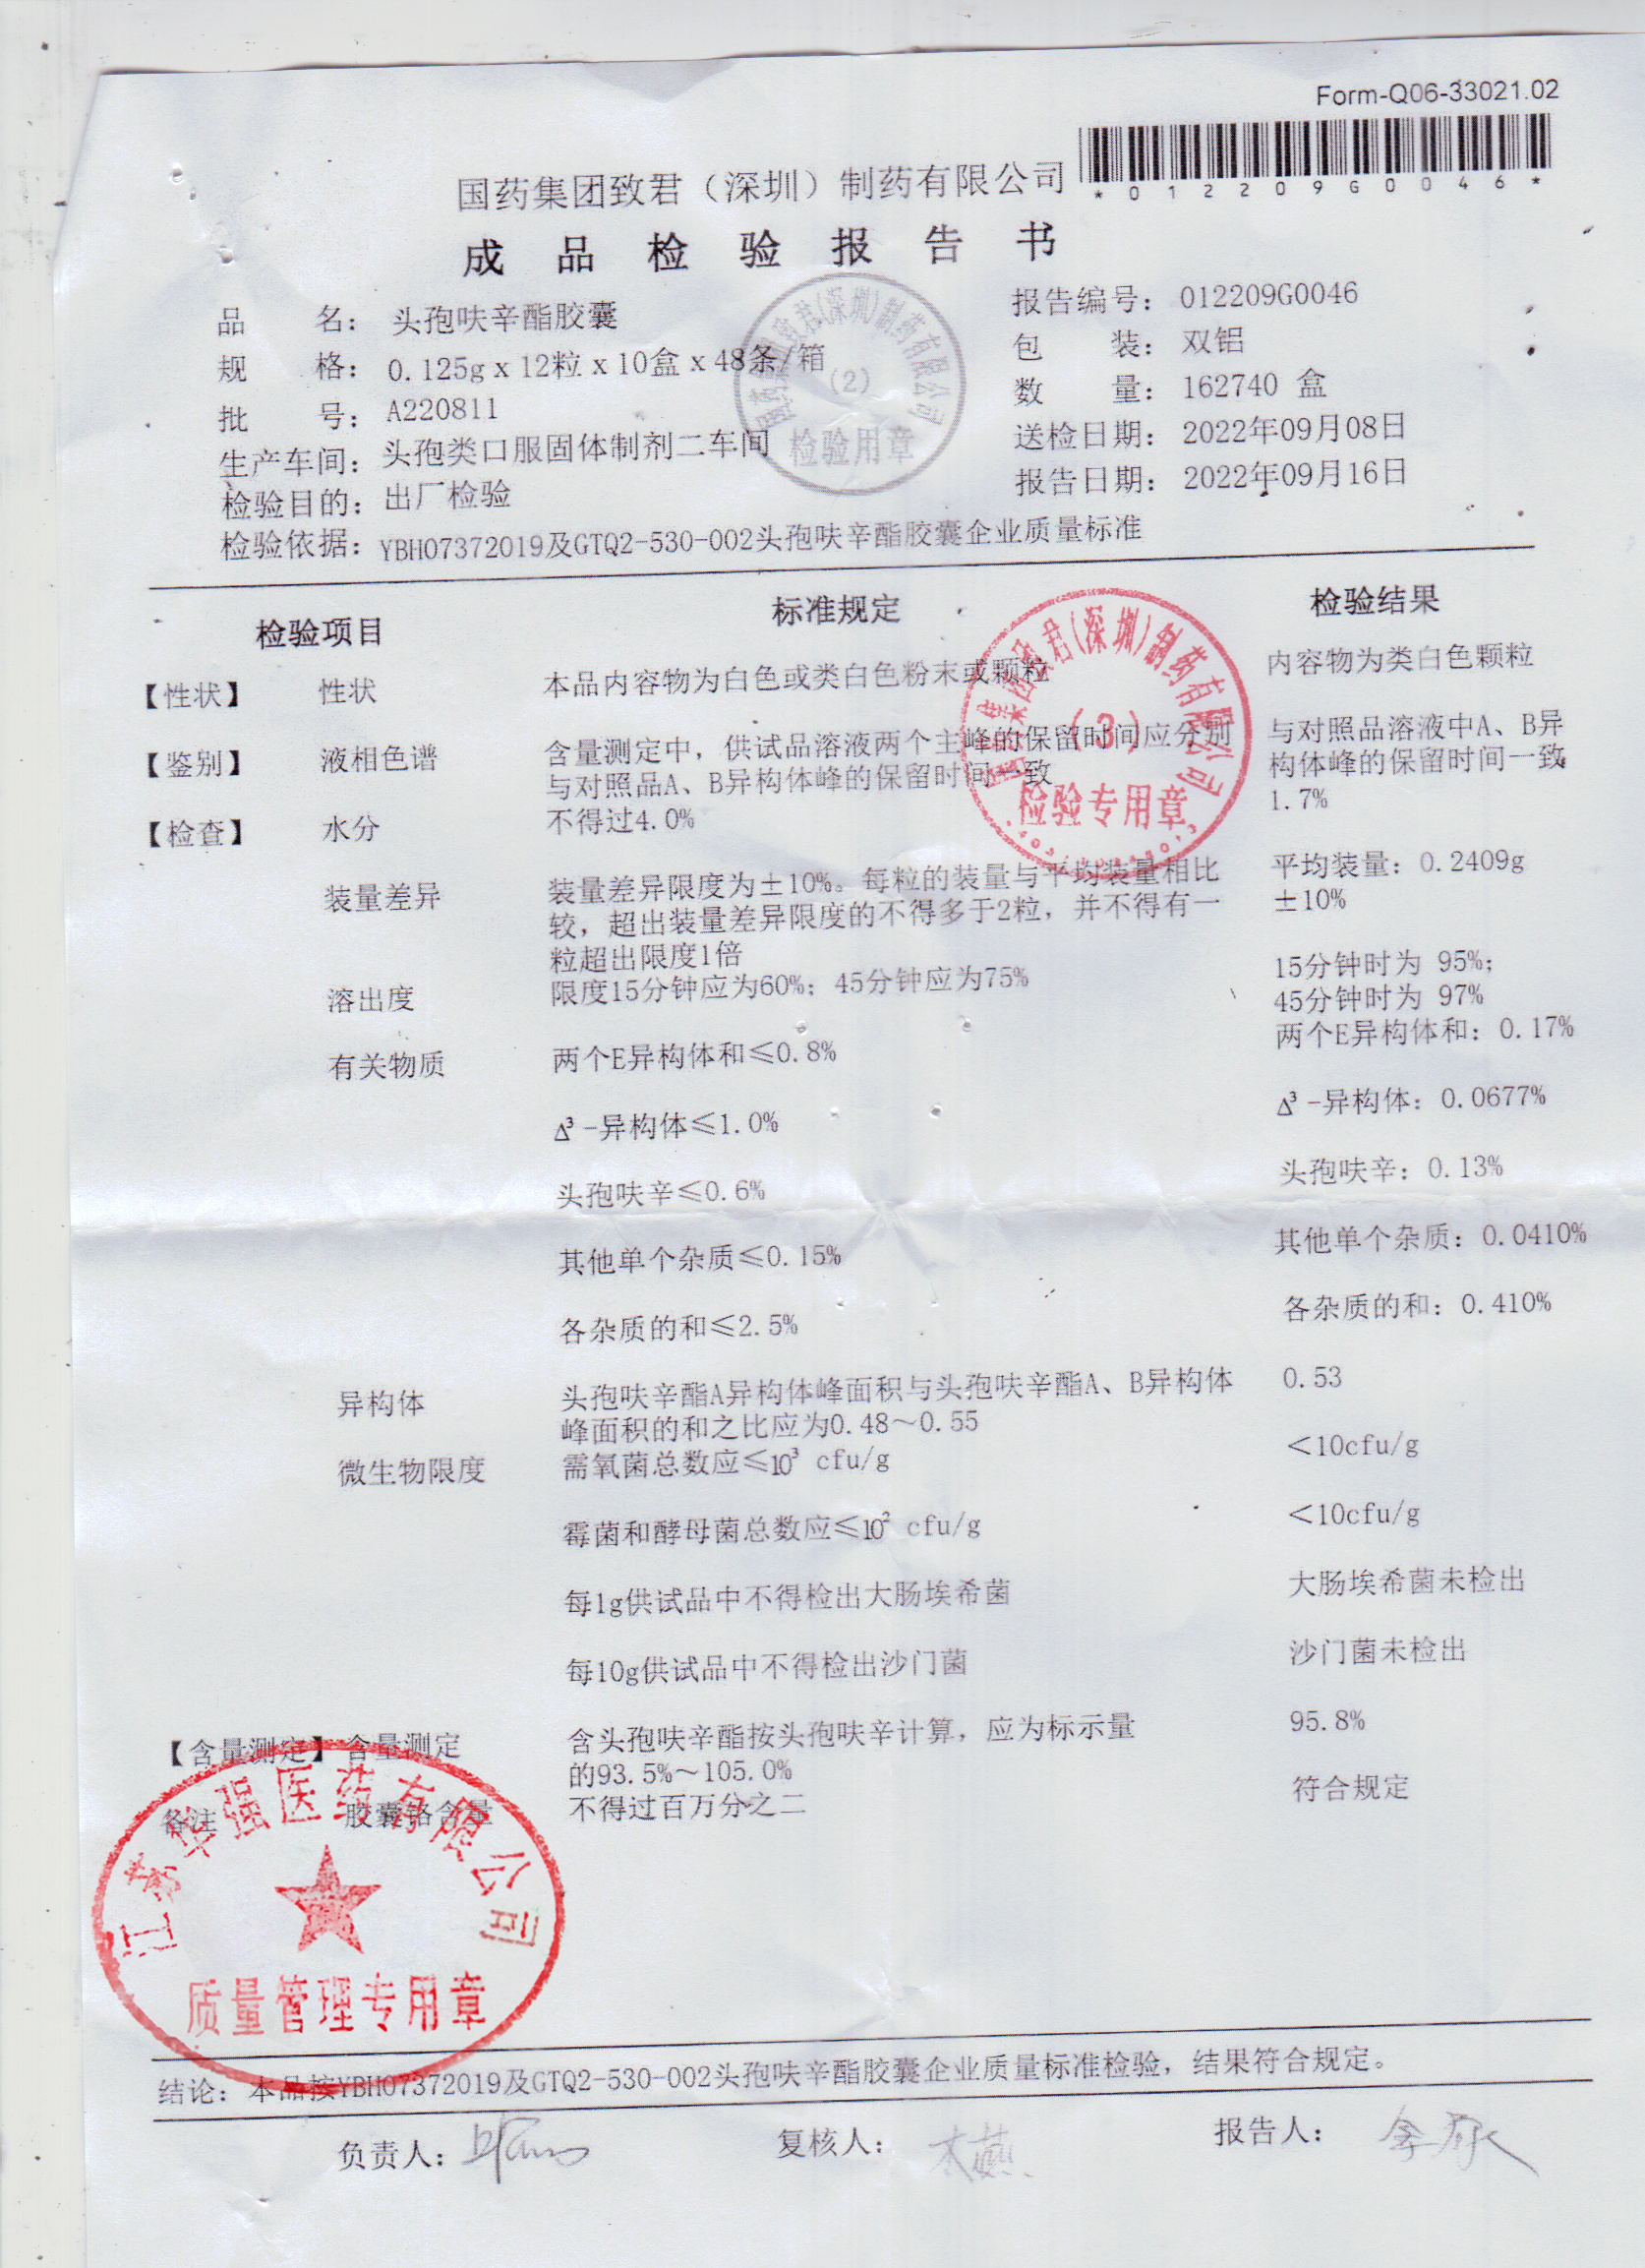 Form-Q06-33021.02
*012209G0046*
国药集团致君（深圳）制药有限公司
成品检验报告书
品名： 头孢呋辛酯胶囊 报告编号： 012209G0046
规格： 0.125g x 12粒 x 10盒 x 48条/箱 包装： 双铝
批号： A220811 数量： 162740 盒
生产车间： 头孢类口服固体制剂二车间 送检日期： 2022年09月08日
检验目的： 出厂检验 报告日期： 2022年09月16日
检验依据： YBH07372019及GTQ2-530-002头孢呋辛酯胶囊企业质量标准
(2)
检验用章
检验项目 标准规定 检验结果
【性状】 性状 本品内容物为白色或类白色粉末或颗粒 内容物为类白色颗粒
【鉴别】 液相色谱 含量测定中，供试品溶液两个主峰的保留时间应分别 与对照品溶液中A、B异
与对照品A、B异构体峰的保留时间一致 构体峰的保留时间一致
【检查】 水分 不得过4.0% 1.7%
(3)
检验专用章
装量差异 装量差异限度为±10%。每粒的装量与平均装量相比 平均装量：0.2409g
较，超出装量差异限度的不得多于2粒，并不得有一 ±10%
粒超出限度1倍
溶出度 限度15分钟应为60%；45分钟应为75% 15分钟时为 95%；
45分钟时为 97%
有关物质 两个E异构体和≤0.8% 两个E异构体和：0.17%
Δ³-异构体≤1.0% Δ³-异构体：0.0677%
头孢呋辛≤0.6% 头孢呋辛：0.13%
其他单个杂质≤0.15% 其他单个杂质：0.0410%
各杂质的和≤2.5% 各杂质的和：0.410%
异构体 头孢呋辛酯A异构体峰面积与头孢呋辛酯A、B异构体 0.53
峰面积的和之比应为0.48～0.55
微生物限度 需氧菌总数应≤10³ cfu/g ＜10cfu/g
霉菌和酵母菌总数应≤10² cfu/g ＜10cfu/g
每1g供试品中不得检出大肠埃希菌 大肠埃希菌未检出
每10g供试品中不得检出沙门菌 沙门菌未检出
【含量测定】 含量测定 含头孢呋辛酯按头孢呋辛计算，应为标示量 95.8%
的93.5%～105.0%
备注 胶囊铬含量 不得过百万分之二 符合规定
江苏华强医药有限公司
质量管理专用章
结论：本品按YBH07372019及GTQ2-530-002头孢呋辛酯胶囊企业质量标准检验，结果符合规定。
负责人： 复核人： 报告人：